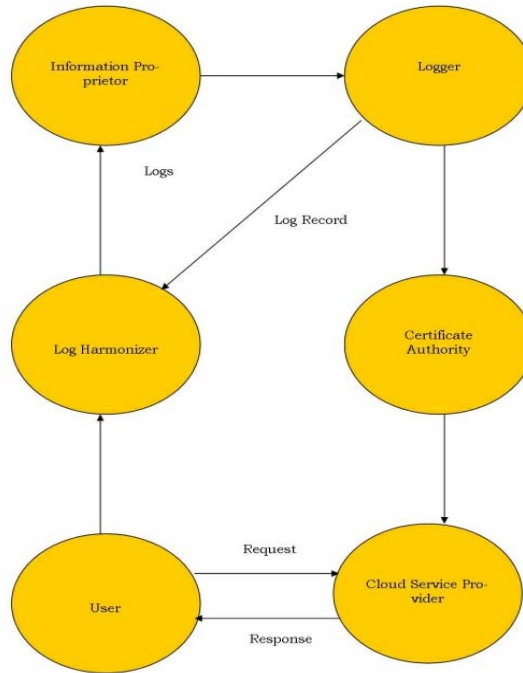 Information Pro-
prietor
Logger
Logs
Log Record
Log Harmonizer
Certificate
Authority
Request
User
Cloud Service Pro-
vider
Response